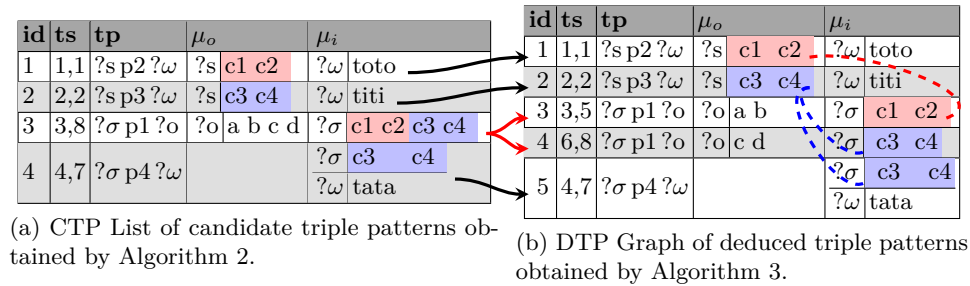 id ts tp μo μi
1 1,1 ?s p2 ?ω ?s c1 c2 ?ω toto
2 2,2 ?s p3 ?ω ?s c3 c4 ?ω titi
3 3,8 ?σ p1 ?o ?o a b c d ?σ c1 c2 c3 c4
4 4,7 ?σ p4 ?ω ?σ c3 c4
?ω tata
(a) CTP List of candidate triple patterns ob-
tained by Algorithm 2.
id ts tp μo μi
1 1,1 ?s p2 ?ω ?s c1 c2 ?ω toto
2 2,2 ?s p3 ?ω ?s c3 c4 ?ω titi
3 3,5 ?σ p1 ?o ?o a b ?σ c1 c2
4 6,8 ?σ p1 ?o ?o c d ?σ c3 c4
5 4,7 ?σ p4 ?ω ?σ c3 c4
?ω tata
(b) DTP Graph of deduced triple patterns
obtained by Algorithm 3.